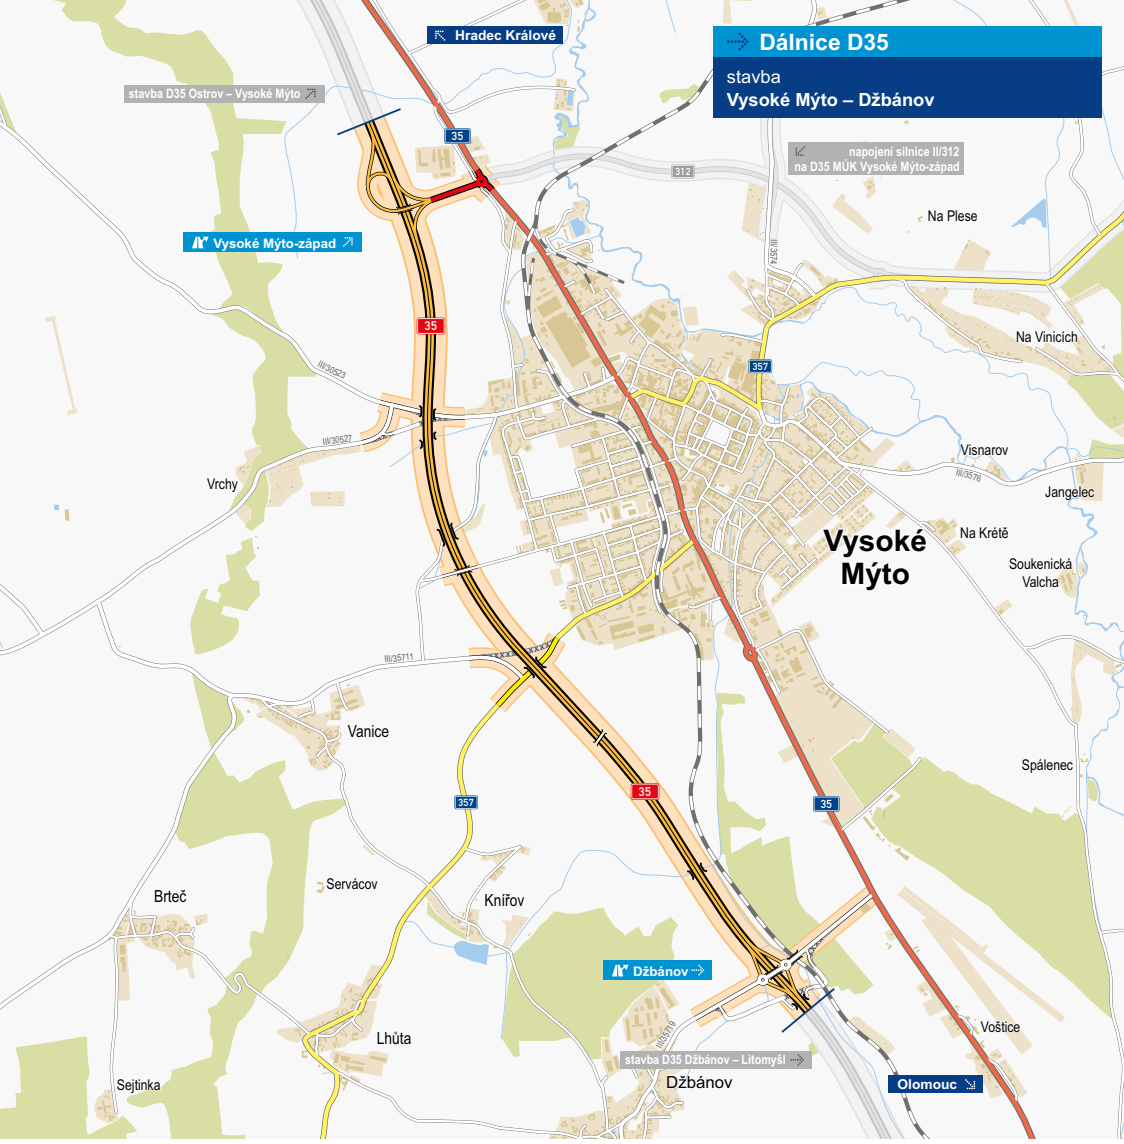 Hradec Králové
Dálnice D35
stavba
Vysoké Mýto – Džbánov
stavba D35 Ostrov – Vysoké Mýto
35
napojení silnice II/312
na D35 MÚK Vysoké Mýto-západ
312
Na Plese
Vysoké Mýto-západ
III/3574
35
Na Vinicích
III/30523
357
III/30527
Visnarov
III/3576
Vrchy
Jangelec
Na Krétě
Vysoké
Mýto
Soukenická
Valcha
III/35711
Vanice
Spálenec
35
357
35
Servácov
Brteč
Knířov
Džbánov
Voštice
III/35719
Lhůta
stavba D35 Džbánov – Litomyšl
Džbánov
Olomouc
Sejtinka